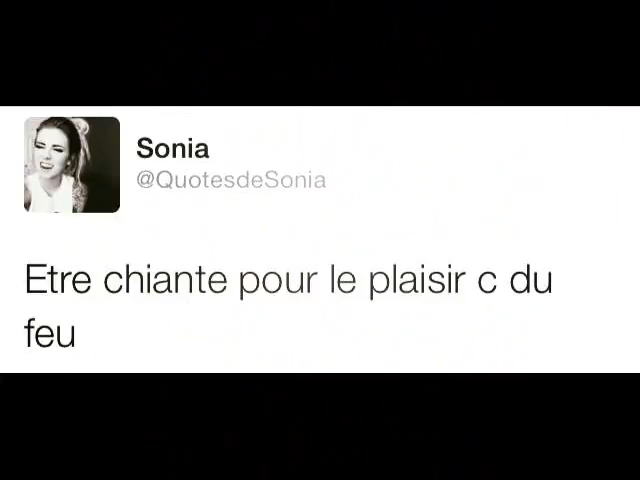 Sonia
@QuotesdeSonia
Etre chiante pour le plaisir c du
feu